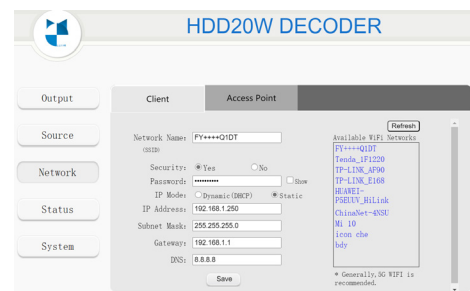 HDD20W DECODER
Output
Source
Network
Status
System
Client
Access Point
Network Name: FY++++Q1DT
(SSID)
Security: Yes No
Password: •••••••••• Show
IP Mode: Dynamic(DHCP) Static
IP Address: 192.168.1.250
Subnet Mask: 255.255.255.0
Gateway: 192.168.1.1
DNS: 8.8.8.8
Save
Refresh
Available WiFi Networks
FY++++Q1DT
Tenda_1F1220
TP-LINK_AF90
TP-LINK_E168
HUAWEI-
P5EUUV_HiLink
ChinaNet-4NSU
Mi 10
icon che
bdy
* Generally,5G WIFI is
recommended.